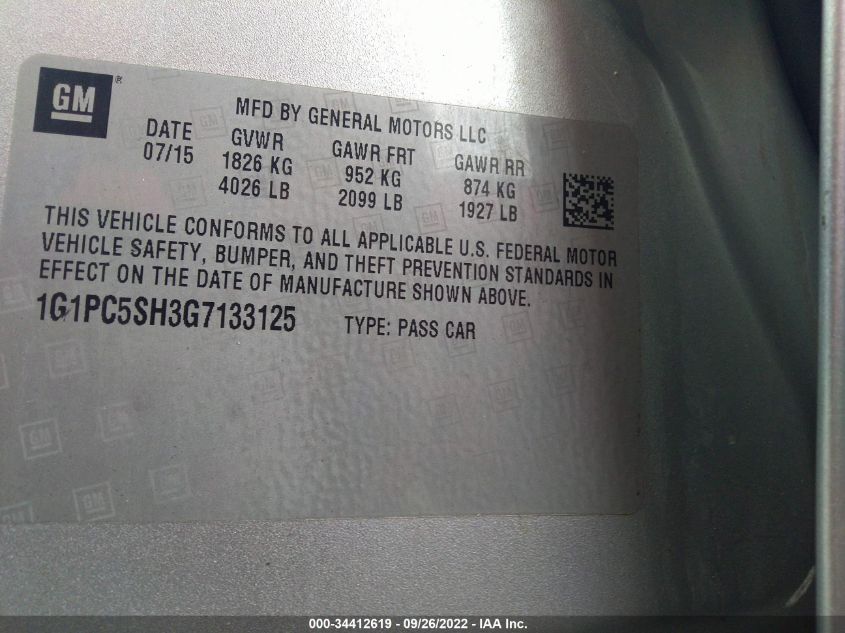 GM ®
MFD BY GENERAL MOTORS LLC
DATE GVWR GAWR FRT GAWR RR
07/15 1826 KG 952 KG 874 KG
4026 LB 2099 LB 1927 LB
THIS VEHICLE CONFORMS TO ALL APPLICABLE U.S. FEDERAL MOTOR
VEHICLE SAFETY, BUMPER, AND THEFT PREVENTION STANDARDS IN
EFFECT ON THE DATE OF MANUFACTURE SHOWN ABOVE.
1G1PC5SH3G7133125 TYPE: PASS CAR
000-34412619 - 09/26/2022 - IAA Inc.